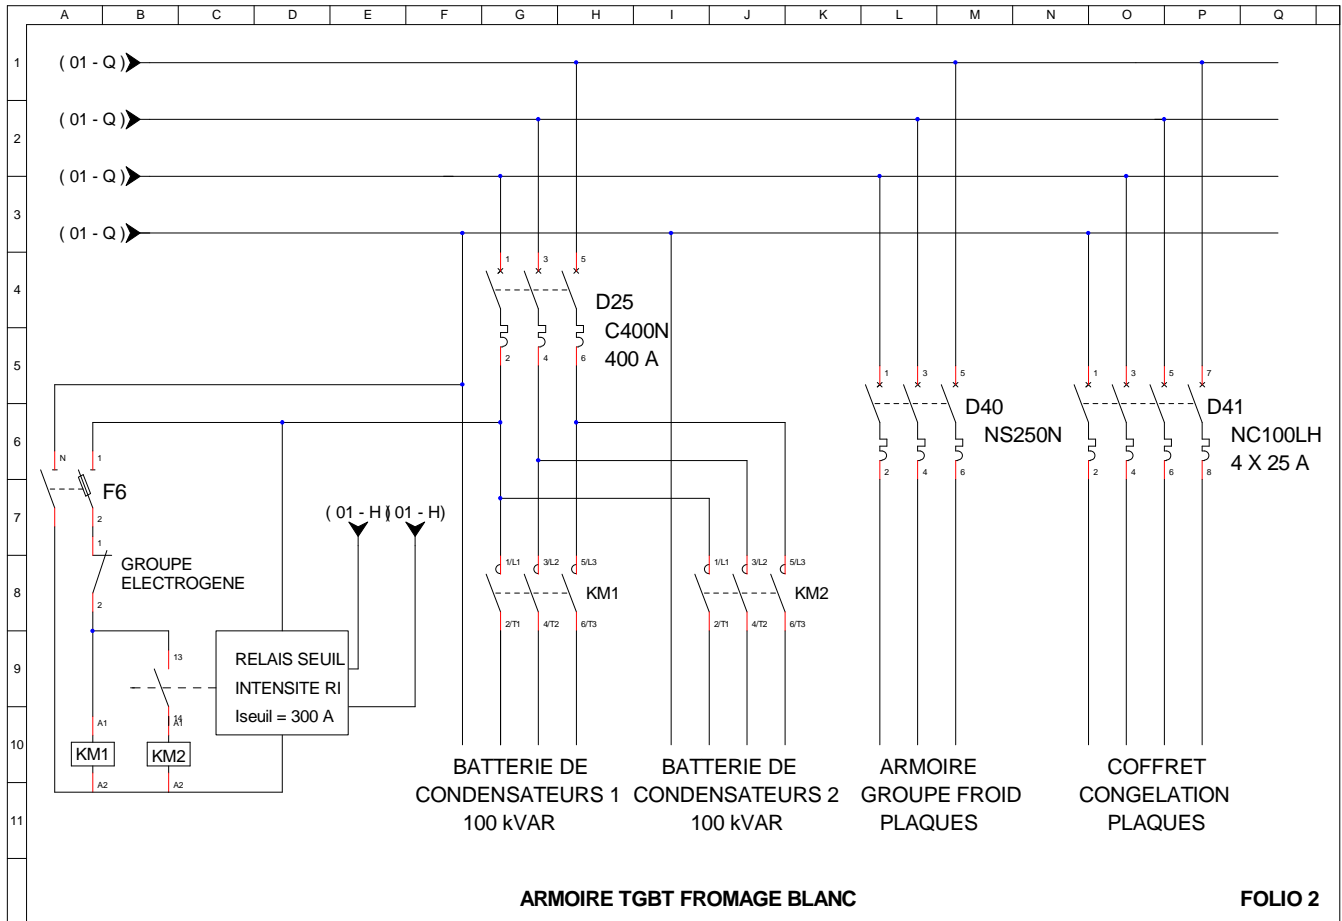 A B C D E F G H I J K L M N O P Q
1
( 01 - Q )
2
( 01 - Q )
3
( 01 - Q )
( 01 - Q )
4
1 3 5
D25
C400N
400 A
2 4 6
5
1 3 5
D40
NS250N
2 4 6
1 3 5 7
D41
NC100LH
4 X 25 A
2 4 6 8
6
N 1
F6
2
7
( 01 - H )
( 01 - H)
1
GROUPE
ELECTROGENE
2
8
1/L1 3/L2 5/L3
KM1
2/T1 4/T2 6/T3
1/L1 3/L2 5/L3
KM2
2/T1 4/T2 6/T3
9
13
14
RELAIS SEUIL
INTENSITE RI
Iseuil = 300 A
10
A1
KM1
A2
A1
KM2
A2
11
BATTERIE DE
CONDENSATEURS 1
100 kVAR
BATTERIE DE
CONDENSATEURS 2
100 kVAR
ARMOIRE
GROUPE FROID
PLAQUES
COFFRET
CONGELATION
PLAQUES
ARMOIRE TGBT FROMAGE BLANC
FOLIO 2